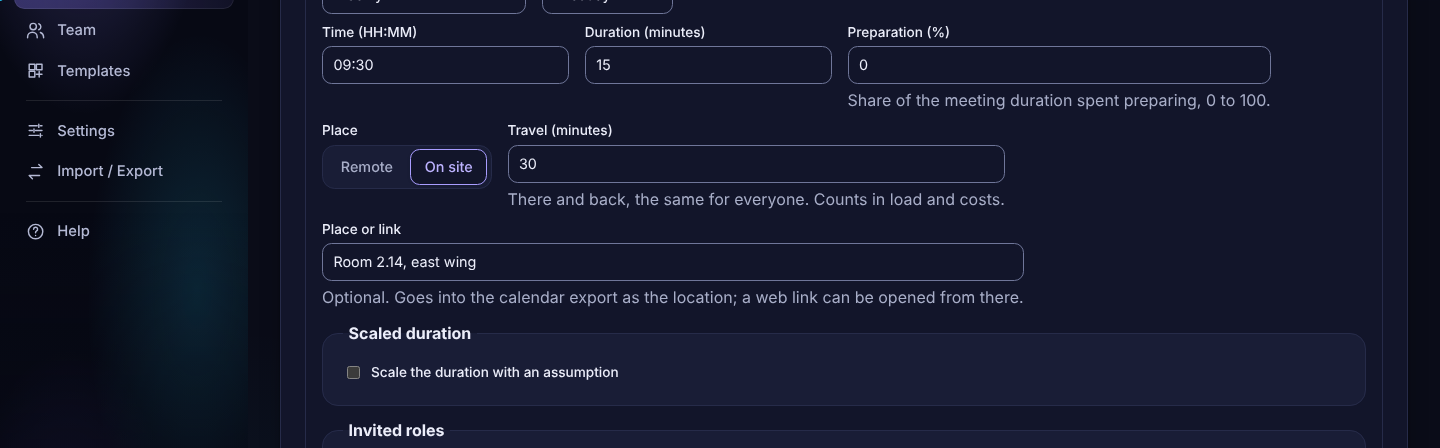 Team
Templates
Settings
Import / Export
Help
Time (HH:MM)
Duration (minutes)
Preparation (%)
09:30
15
0
Share of the meeting duration spent preparing, 0 to 100.
Place
Travel (minutes)
Remote
On site
30
There and back, the same for everyone. Counts in load and costs.
Place or link
Room 2.14, east wing
Optional. Goes into the calendar export as the location; a web link can be opened from there.
Scaled duration
Scale the duration with an assumption
Invited roles